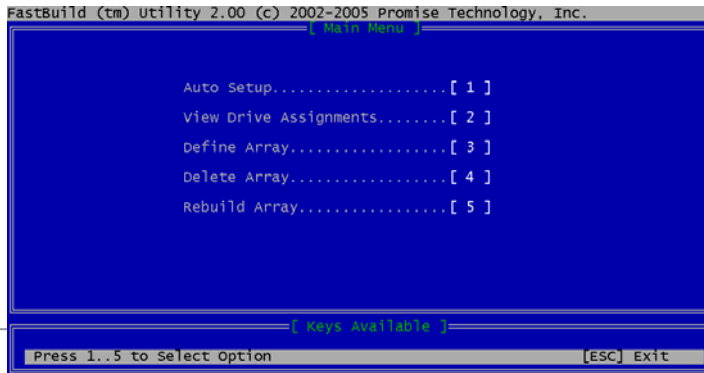 FastBuild (tm) Utility 2.00 (c) 2002-2005 Promise Technology, Inc.
[ Main Menu ]
Auto Setup....................[ 1 ]
View Drive Assignments........[ 2 ]
Define Array..................[ 3 ]
Delete Array..................[ 4 ]
Rebuild Array.................[ 5 ]
[ Keys Available ]
Press 1..5 to Select Option [ESC] Exit